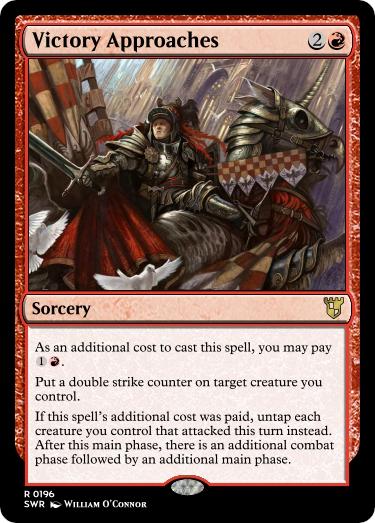 Victory Approaches 2
Sorcery
As an additional cost to cast this spell, you may pay
1 .
Put a double strike counter on target creature you
control.
If this spell's additional cost was paid, untap each
creature you control that attacked this turn instead.
After this main phase, there is an additional combat
phase followed by an additional main phase.
R 0196
SWR William O'Connor